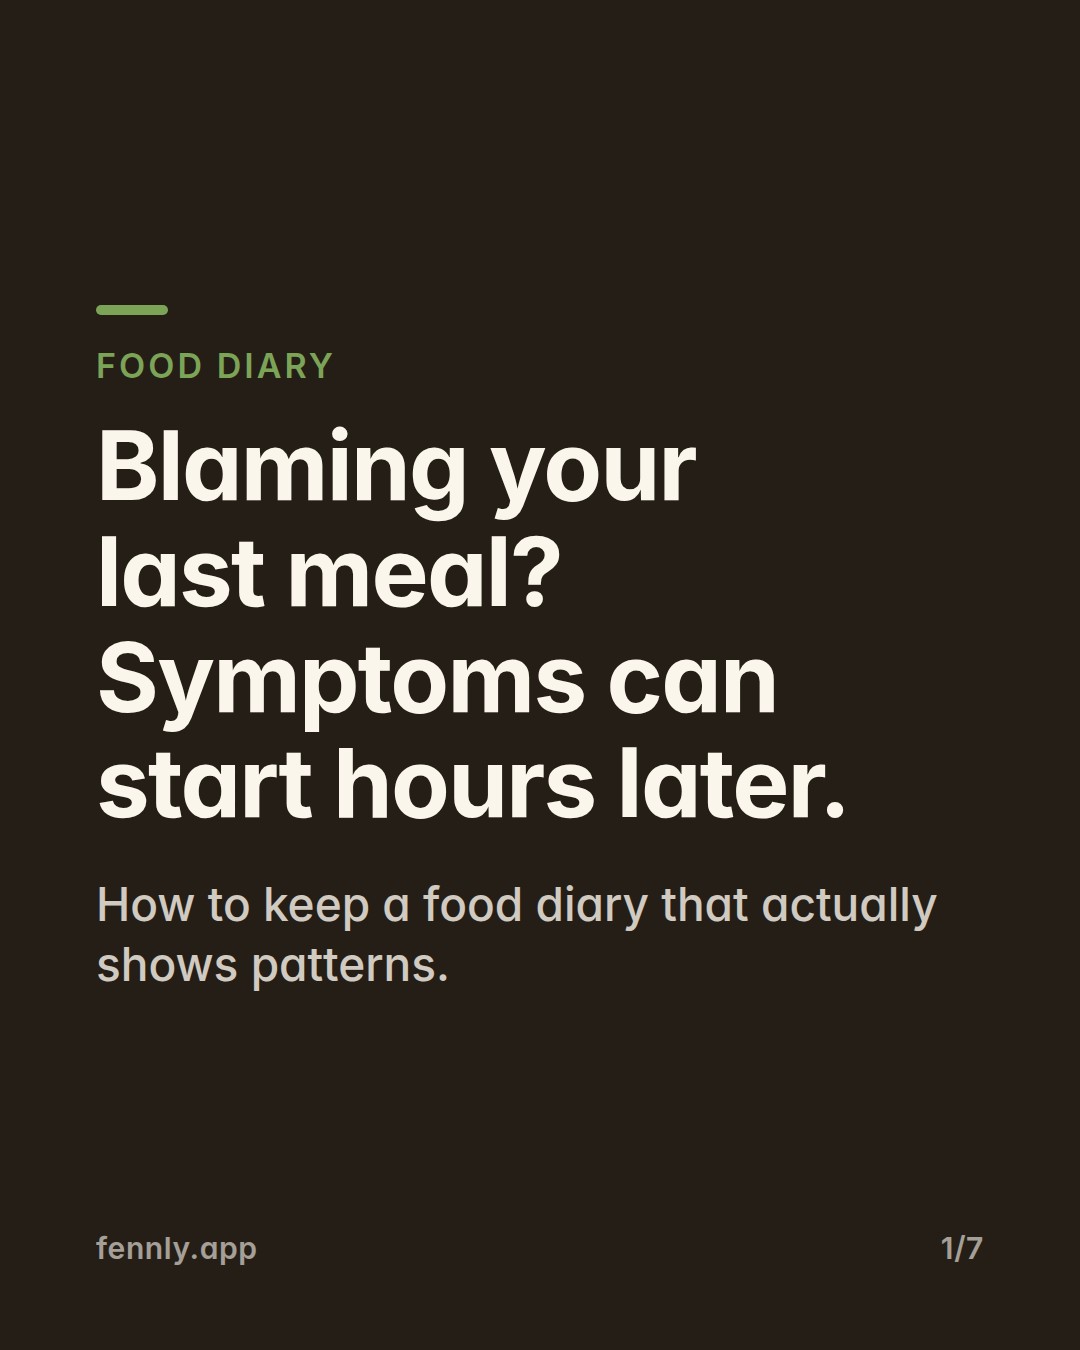 FOOD DIARY
Blaming your
last meal?
Symptoms can
start hours later.
How to keep a food diary that actually
shows patterns.
fennly.app
1/7